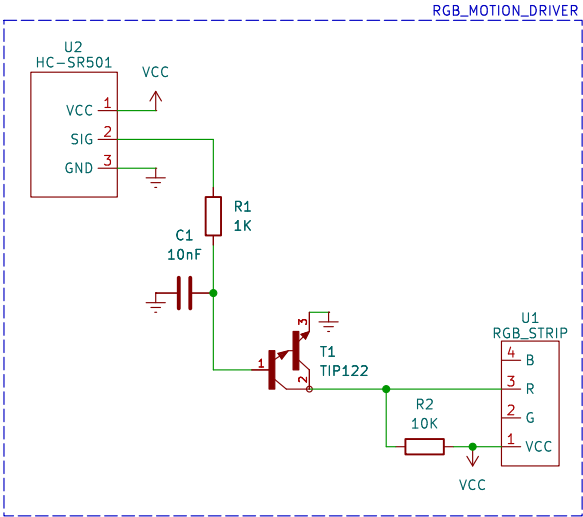 RGB_MOTION_DRIVER
U2
HC-SR501
VCC
VCC 1
SIG 2
GND 3
R1
1K
C1
10nF
3
T1
TIP122
1
2
U1
RGB_STRIP
4 B
3 R
2 G
1 VCC
R2
10K
VCC